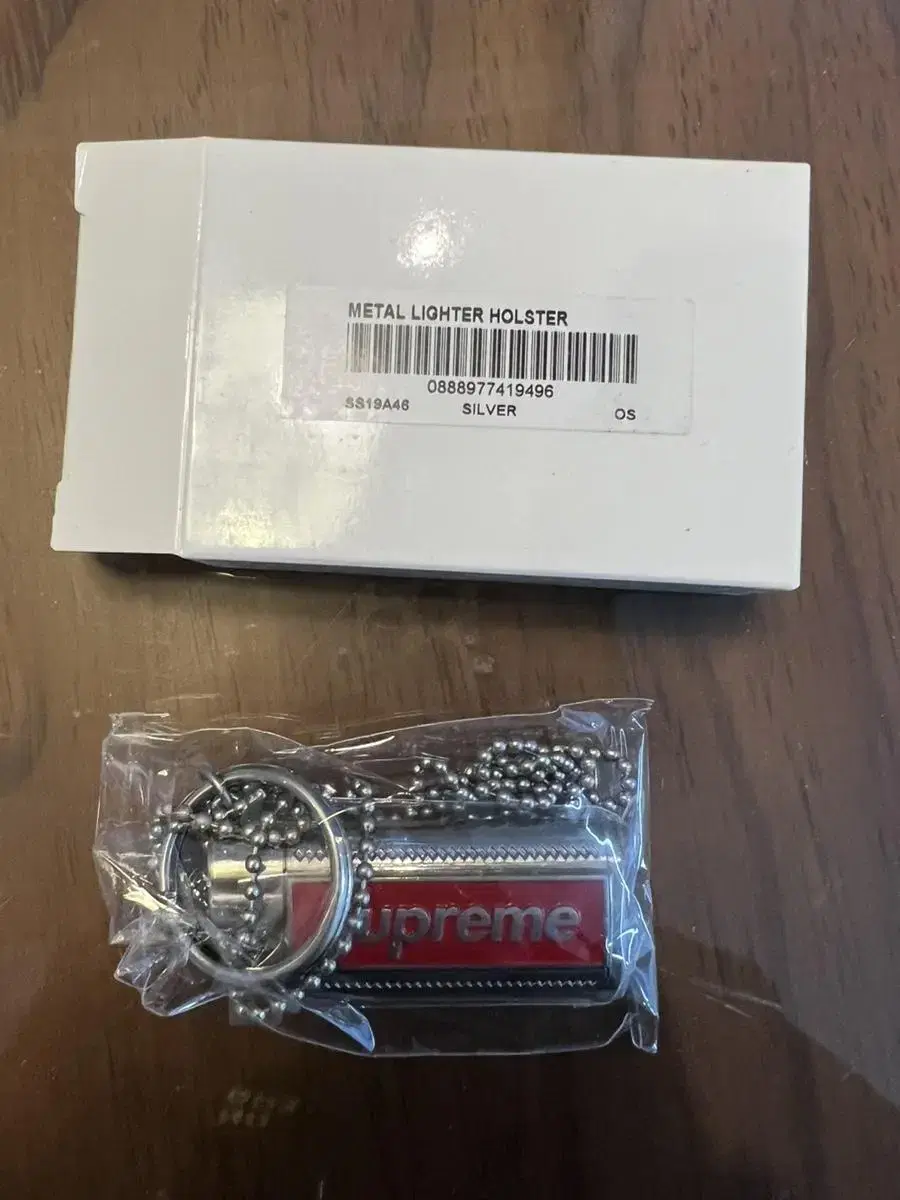 METAL LIGHTER HOLSTER
0888977419496
SS19A46 SILVER OS
upreme